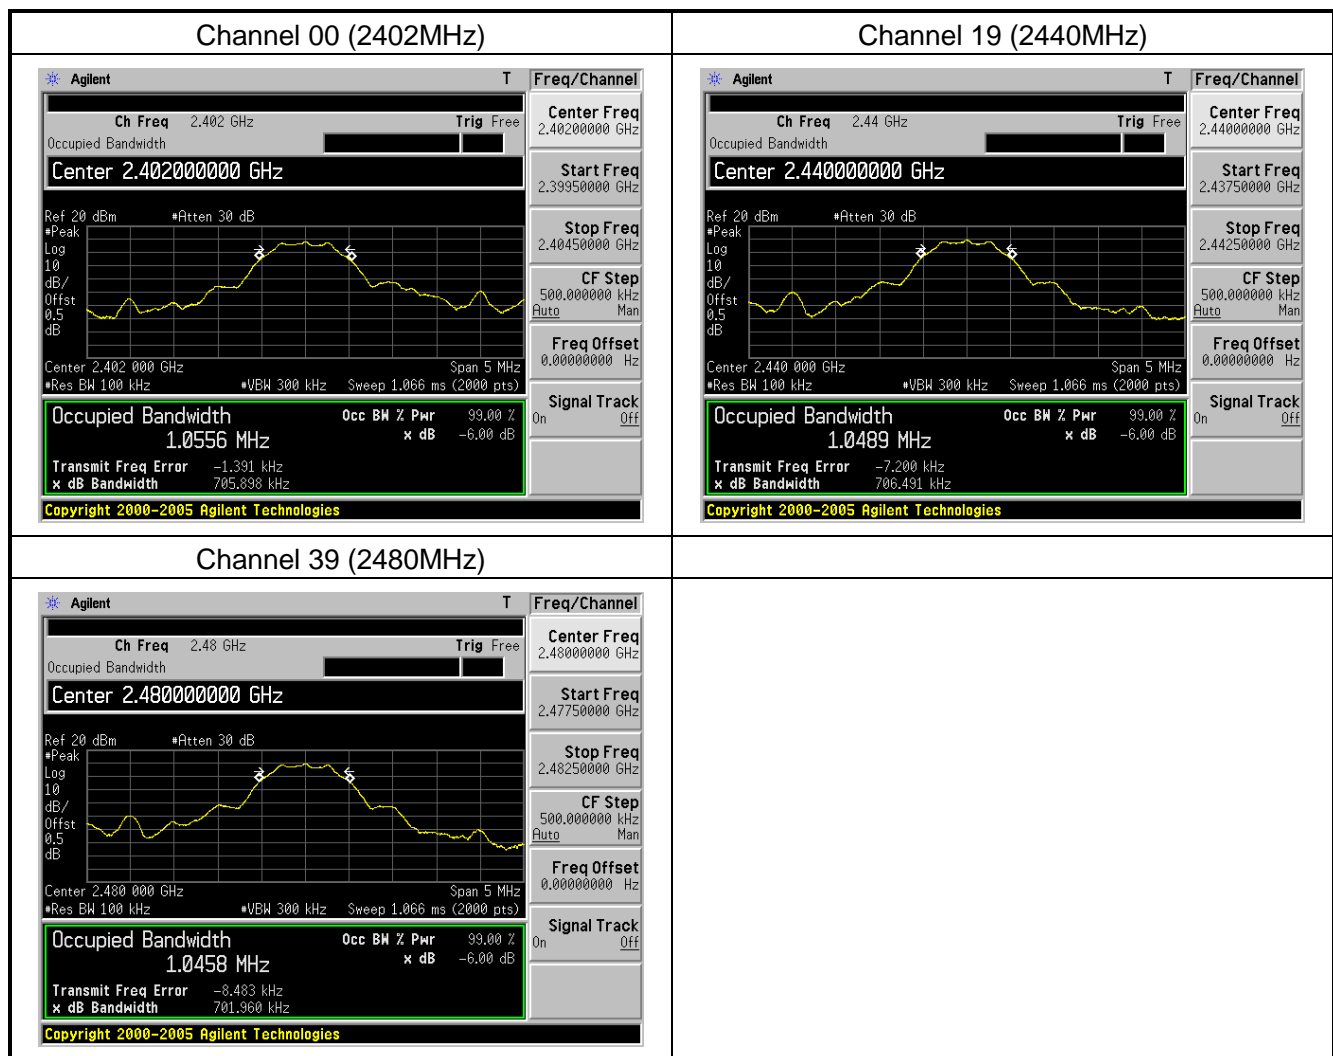 Channel 00 (2402MHz)
Agilent T
Freq/Channel
Ch Freq 2.402 GHz Trig Free
Occupied Bandwidth
Center 2.402000000 GHz
Ref 20 dBm #Atten 30 dB
#Peak
Log
10
dB/
Offst
0.5
dB
Center 2.402 000 GHz Span 5 MHz
#Res BW 100 kHz #VBW 300 kHz Sweep 1.066 ms (2000 pts)
Occupied Bandwidth Occ BW % Pwr 99.00 %
1.0556 MHz x dB -6.00 dB
Transmit Freq Error -1.391 kHz
x dB Bandwidth 705.898 kHz
Copyright 2000-2005 Agilent Technologies
Center Freq
2.40200000 GHz
Start Freq
2.39950000 GHz
Stop Freq
2.40450000 GHz
CF Step
500.000000 kHz
Auto Man
Freq Offset
0.00000000 Hz
Signal Track
On Off
Channel 19 (2440MHz)
Agilent T
Freq/Channel
Ch Freq 2.44 GHz Trig Free
Occupied Bandwidth
Center 2.440000000 GHz
Ref 20 dBm #Atten 30 dB
#Peak
Log
10
dB/
Offst
0.5
dB
Center 2.440 000 GHz Span 5 MHz
#Res BW 100 kHz #VBW 300 kHz Sweep 1.066 ms (2000 pts)
Occupied Bandwidth Occ BW % Pwr 99.00 %
1.0489 MHz x dB -6.00 dB
Transmit Freq Error -7.200 kHz
x dB Bandwidth 706.491 kHz
Copyright 2000-2005 Agilent Technologies
Center Freq
2.44000000 GHz
Start Freq
2.43750000 GHz
Stop Freq
2.44250000 GHz
CF Step
500.000000 kHz
Auto Man
Freq Offset
0.00000000 Hz
Signal Track
On Off
Channel 39 (2480MHz)
Agilent T
Freq/Channel
Ch Freq 2.48 GHz Trig Free
Occupied Bandwidth
Center 2.480000000 GHz
Ref 20 dBm #Atten 30 dB
#Peak
Log
10
dB/
Offst
0.5
dB
Center 2.480 000 GHz Span 5 MHz
#Res BW 100 kHz #VBW 300 kHz Sweep 1.066 ms (2000 pts)
Occupied Bandwidth Occ BW % Pwr 99.00 %
1.0458 MHz x dB -6.00 dB
Transmit Freq Error -8.483 kHz
x dB Bandwidth 701.960 kHz
Copyright 2000-2005 Agilent Technologies
Center Freq
2.48000000 GHz
Start Freq
2.47750000 GHz
Stop Freq
2.48250000 GHz
CF Step
500.000000 kHz
Auto Man
Freq Offset
0.00000000 Hz
Signal Track
On Off